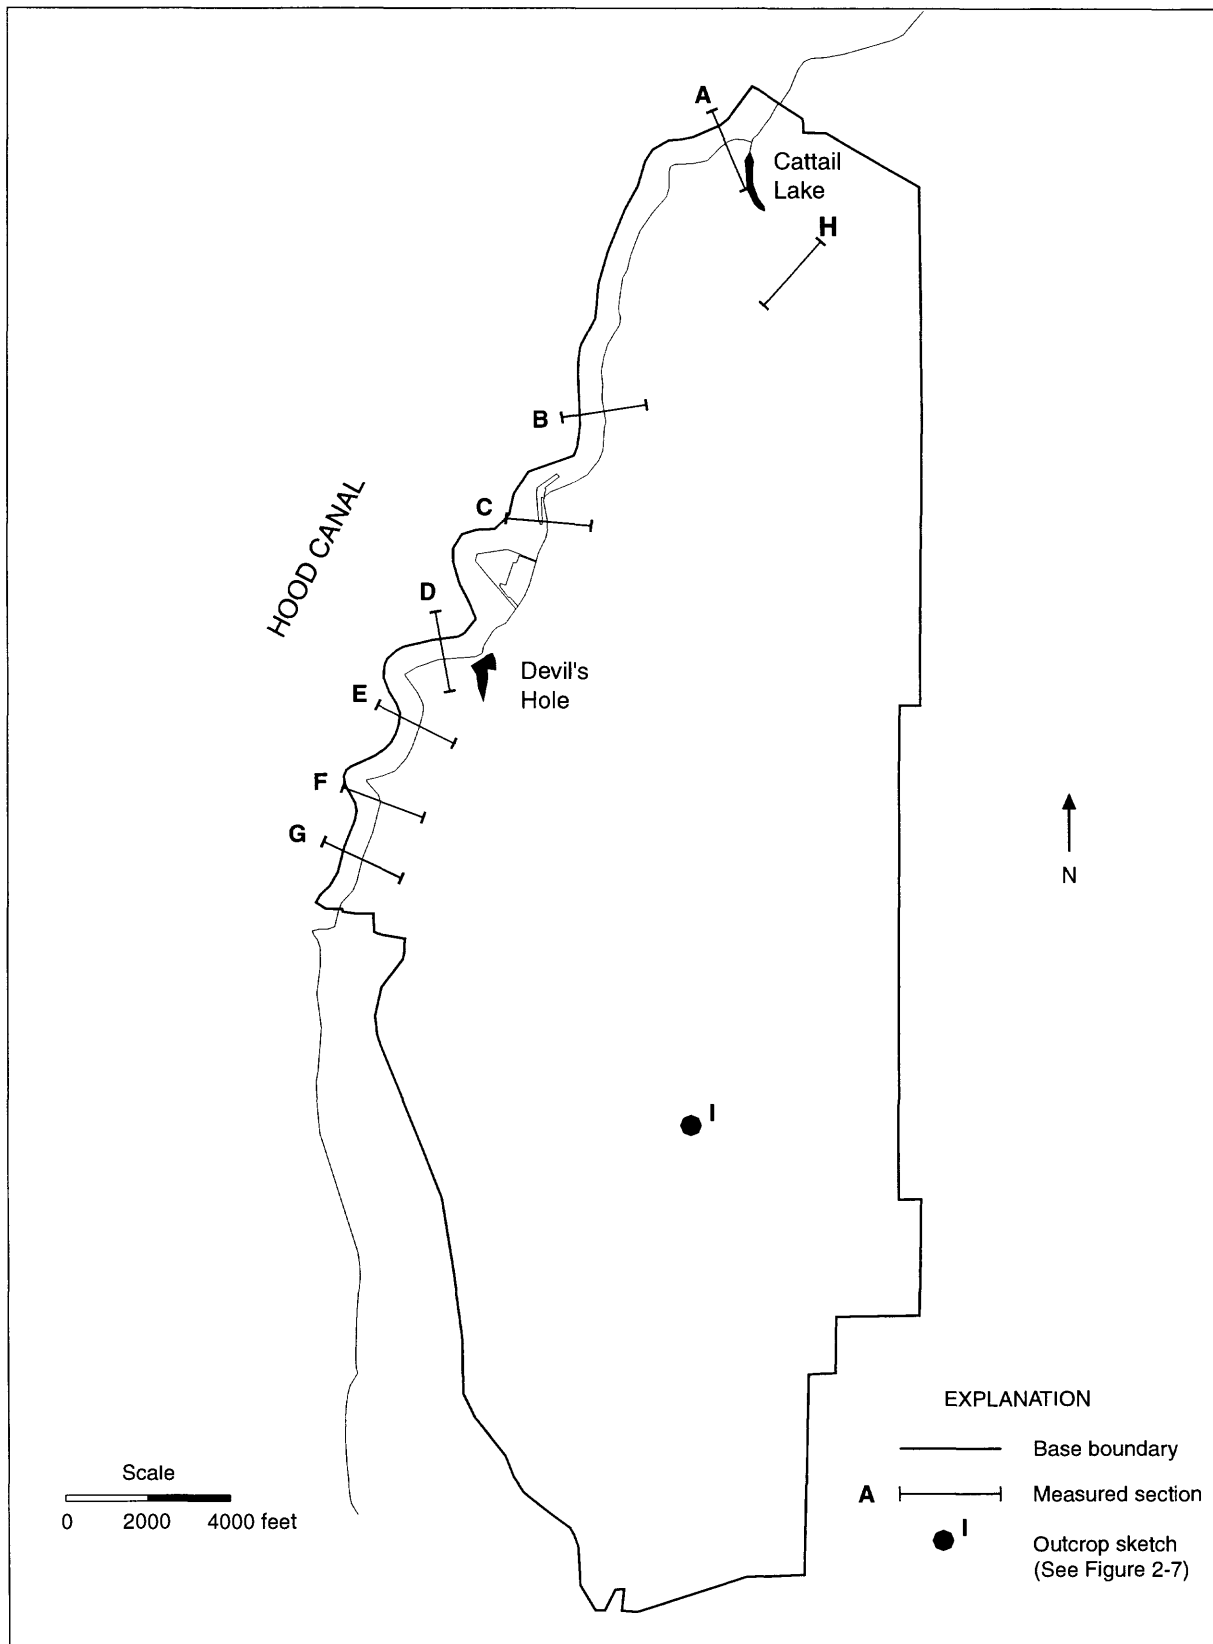 A
Cattail
Lake
H
B
C
HOOD CANAL
D
Devil's
Hole
E
F
G
N
I
EXPLANATION
Base boundary
A Measured section
I Outcrop sketch
(See Figure 2-7)
Scale
0 2000 4000 feet